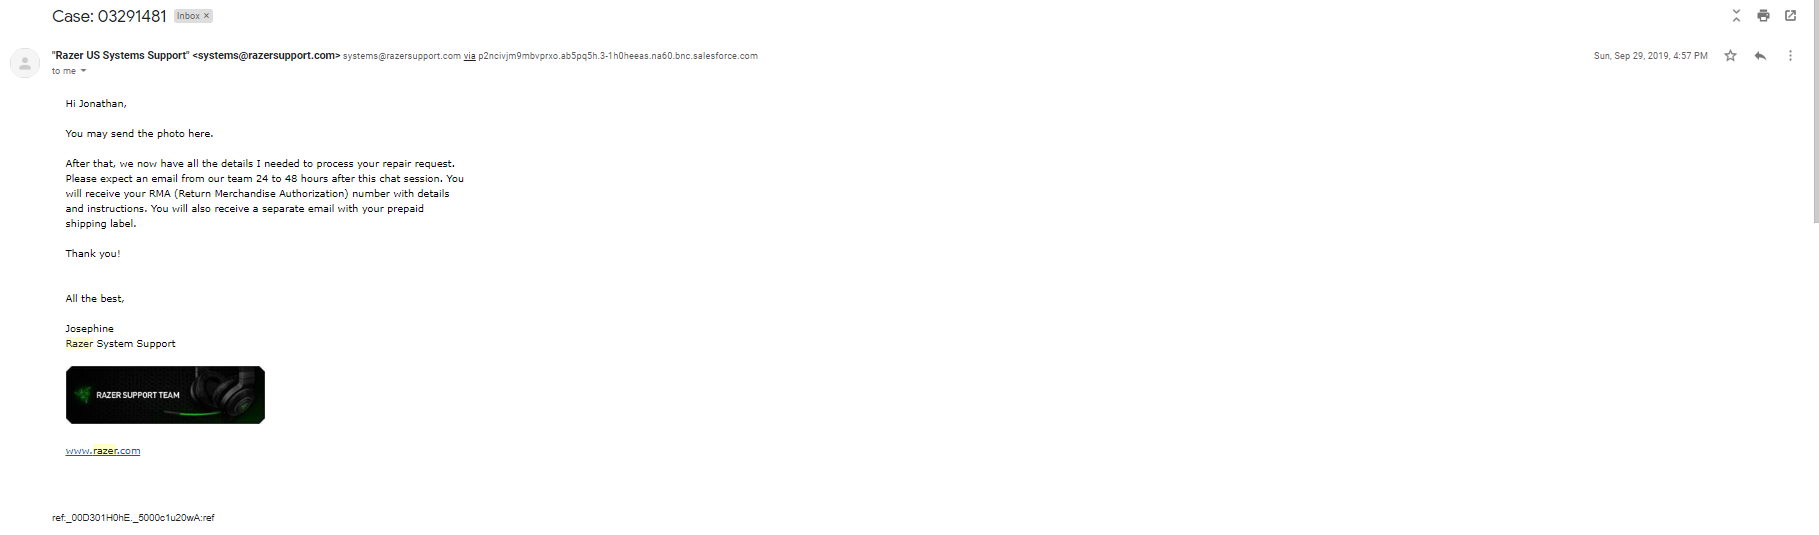 Case: 03291481 Inbox ×
"Razer US Systems Support" <systems@razersupport.com> systems@razersupport.com via p2ncivjm9mbvprxo.ab5pq5h.3-1h0heeas.na60.bnc.salesforce.com Sun, Sep 29, 2019, 4:57 PM
to me
Hi Jonathan,
You may send the photo here.
After that, we now have all the details I needed to process your repair request.
Please expect an email from our team 24 to 48 hours after this chat session. You
will receive your RMA (Return Merchandise Authorization) number with details
and instructions. You will also receive a separate email with your prepaid
shipping label.
Thank you!
All the best,
Josephine
Razer System Support
RAZER SUPPORT TEAM
www.razer.com
ref:_00D301H0hE._5000c1u20wA:ref